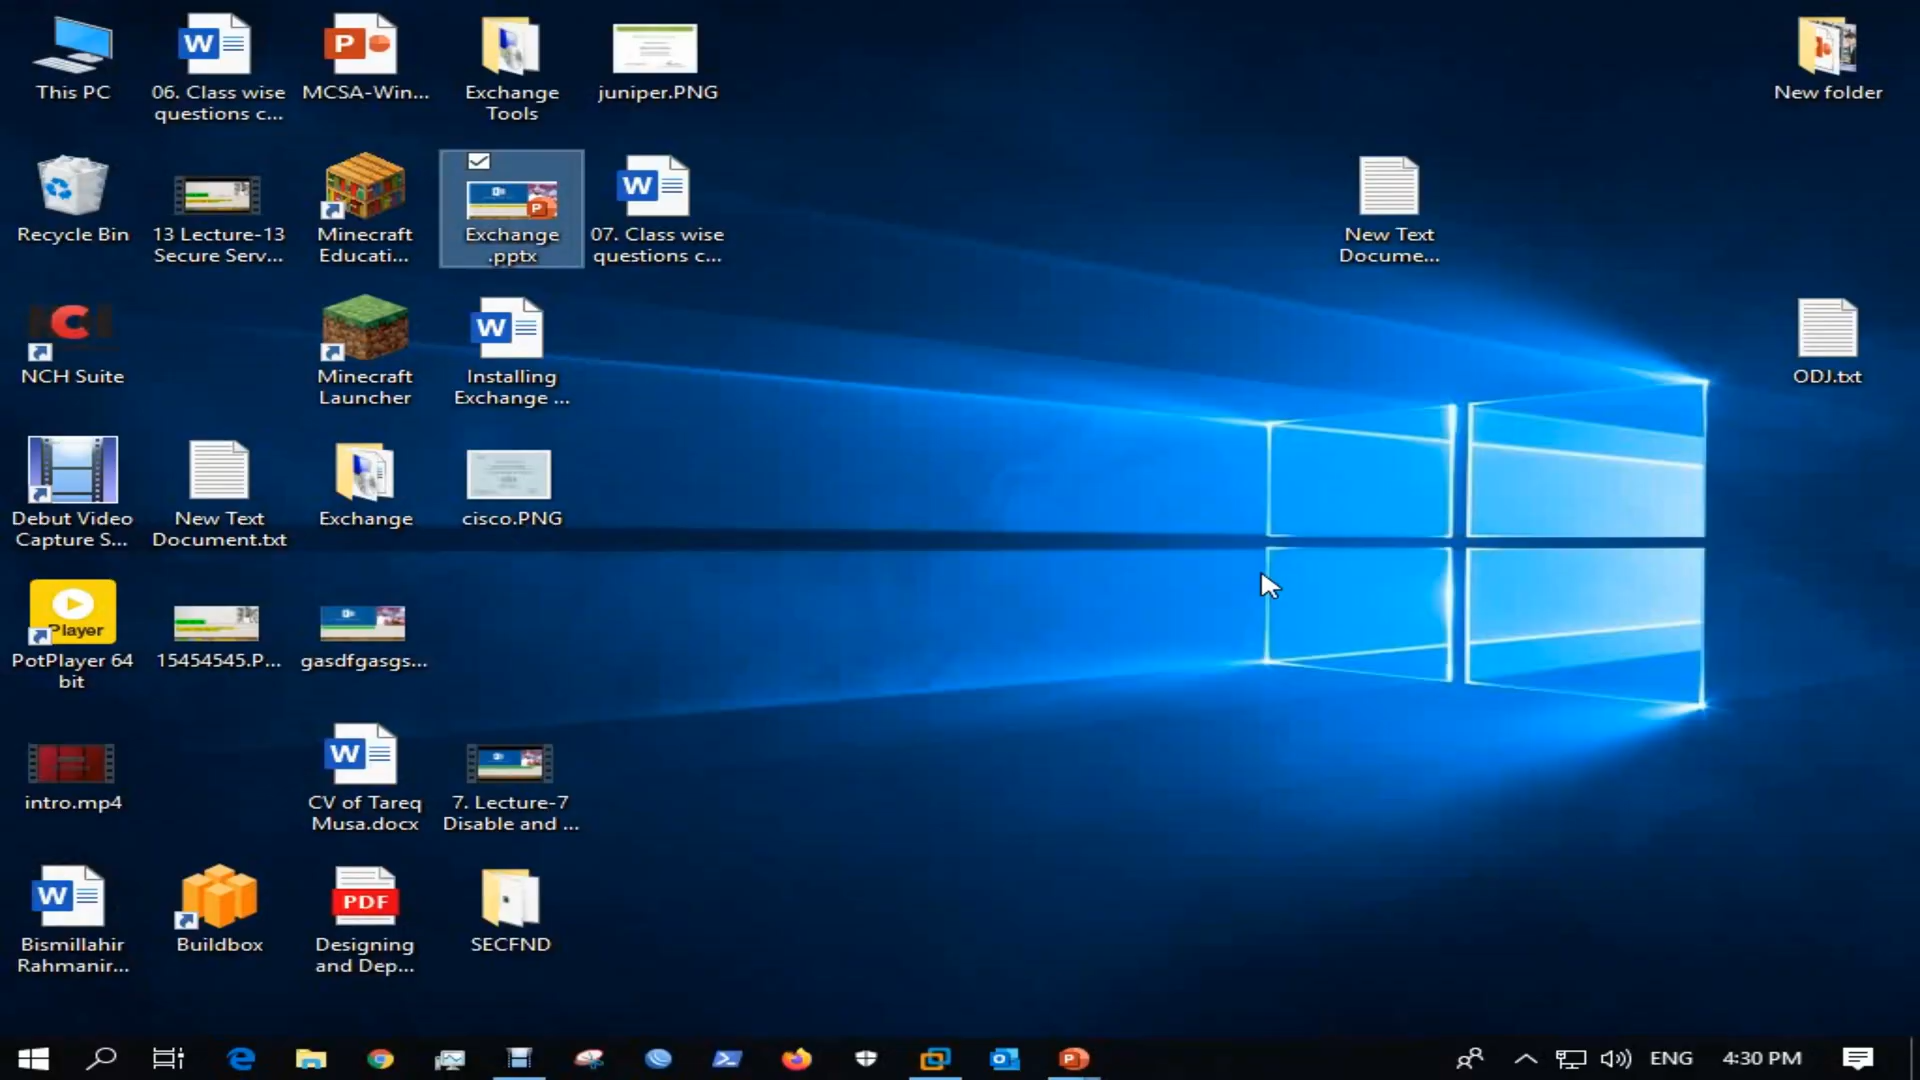 This PC
06. Class wise
questions c...
MCSA-Win...
Exchange
Tools
juniper.PNG
New folder
Recycle Bin
13 Lecture-13
Secure Serv...
Minecraft
Educati...
Exchange
.pptx
07. Class wise
questions c...
New Text
Docume...
NCH Suite
Minecraft
Launcher
Installing
Exchange ...
ODJ.txt
Debut Video
Capture S...
New Text
Document.txt
Exchange
cisco.PNG
Player
PotPlayer 64
bit
15454545.P...
gasdfgasgs...
intro.mp4
CV of Tareq
Musa.docx
7. Lecture-7
Disable and ...
Bismillahir
Rahmanir...
Buildbox
PDF
Designing
and Dep...
SECFND
ENG
4:30 PM